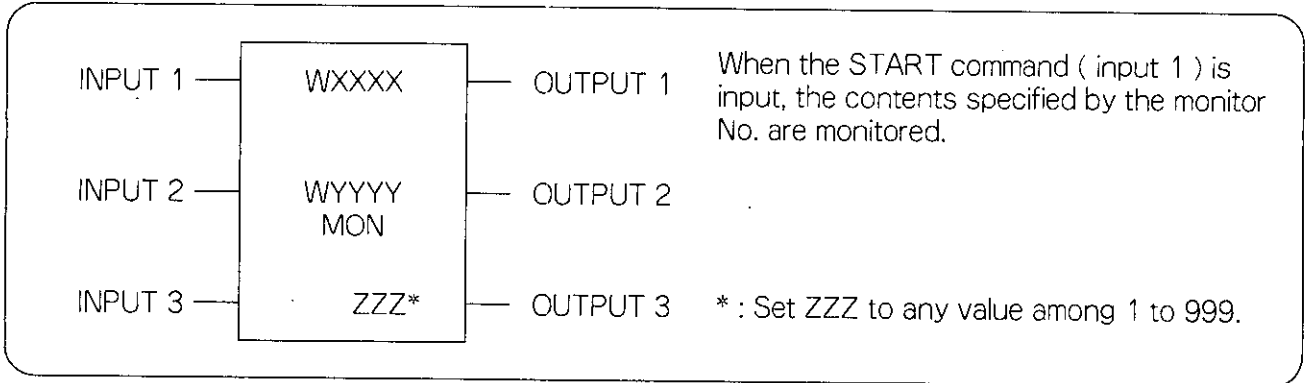 INPUT 1 WXXXX OUTPUT 1
When the START command ( input 1 ) is
input, the contents specified by the monitor
No. are monitored.
INPUT 2 WYYYY OUTPUT 2
MON
INPUT 3 ZZZ* OUTPUT 3
* : Set ZZZ to any value among 1 to 999.